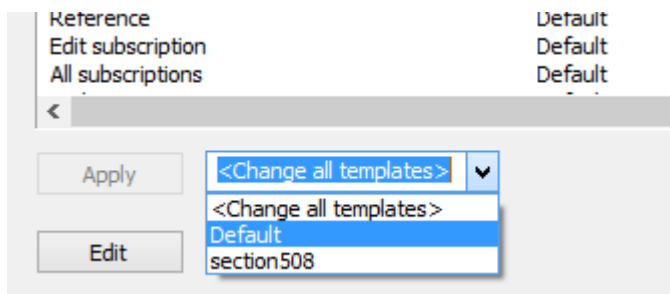 Reference Default
Edit subscription Default
All subscriptions Default
Apply <Change all templates>
<Change all templates>
Default
Edit
section508